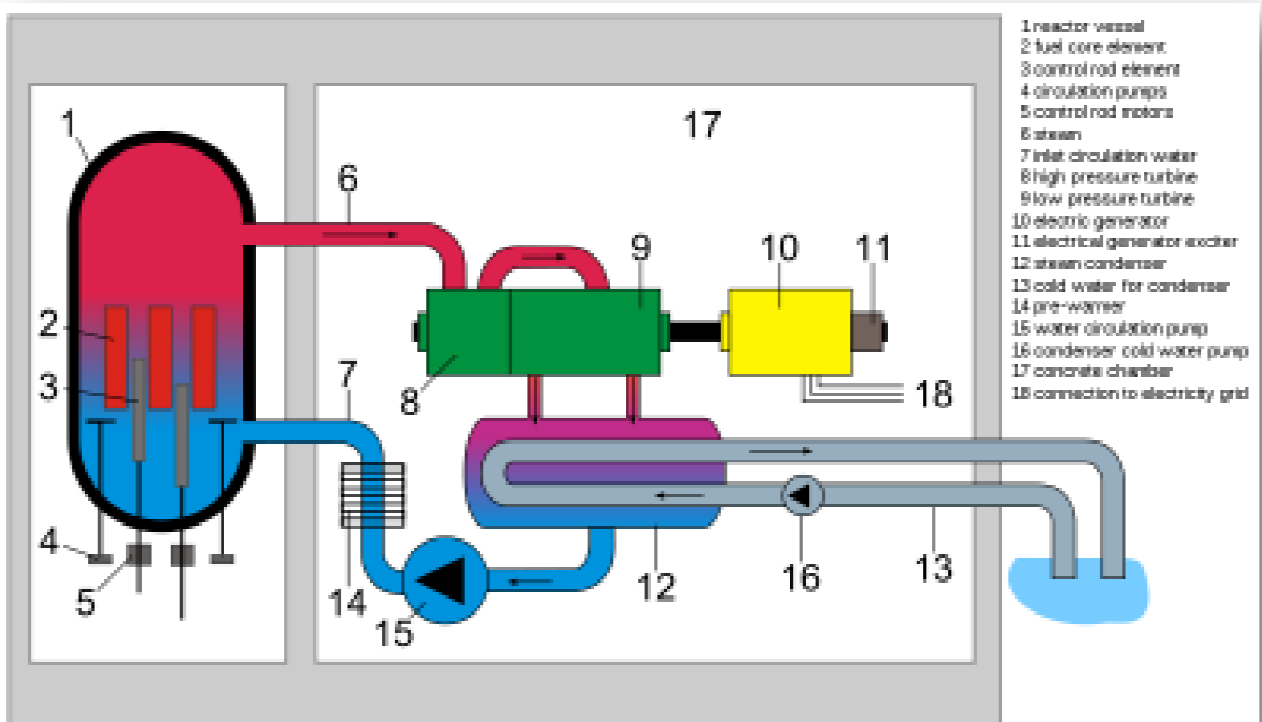 1 reactor vessel
2 fuel core element
3 control rod element
4 circulation pumps
5 control rod motors
6 steam
7 inlet circulation water
8 high pressure turbine
9 low pressure turbine
10 electric generator
11 electrical generator exciter
12 steam condenser
13 cold water for condenser
14 pre-warmer
15 water circulation pump
16 condenser cold water pump
17 concrete chamber
18 connection to electricity grid
1
17
6
9
10
11
2
3
7
8
18
4
5
14
15
12
16
13